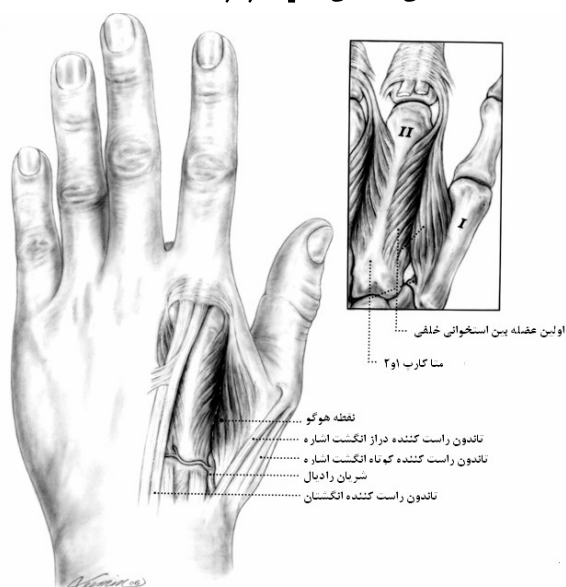 II
I
اولین عضله بین استخوانی خلفی
متا کارپ ۱و۲
نقطه هوگو
تاندون راست کننده دراز انگشت اشاره
تاندون راست کننده کوتاه انگشت اشاره
شریان رادیال
تاندون راست کننده انگشتان